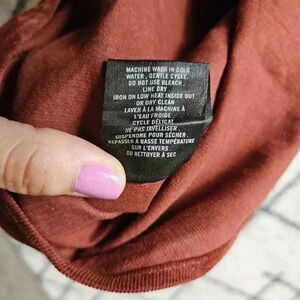 MACHINE WASH IN COLD
WATER, GENTLE CYCLE.
DO NOT USE BLEACH.
LINE DRY
IRON ON LOW HEAT INSIDE OUT
OR DRY CLEAN
LAVER À LA MACHINE À
L'EAU FROIDE.
CYCLE DÉLICAT.
NE PAS JAVELLISER.
SUSPENDRE POUR SÉCHER.
REPASSER À BASSE TEMPÉRATURE
SUR L'ENVERS
OU NETTOYER À SEC